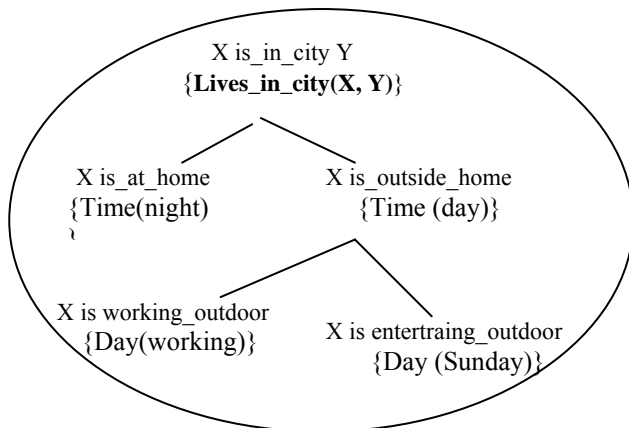 X is_in_city Y
{Lives_in_city(X, Y)}
X is_at_home
{Time(night)
}
X is_outside_home
{Time (day)}
X is working_outdoor
{Day(working)}
X is entertraing_outdoor
{Day (Sunday)}